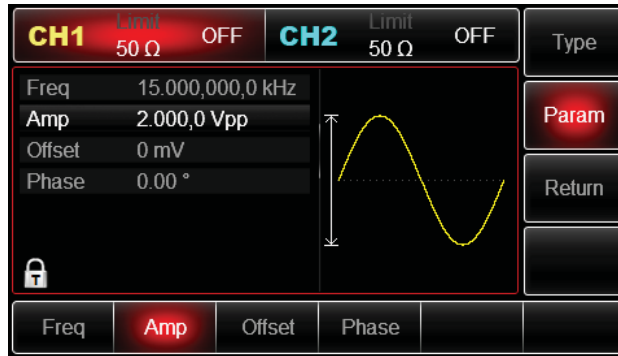 CH1 Limit 50 Ω OFF
CH2 Limit 50 Ω OFF
Type
Freq 15.000,000,0 kHz
Amp 2.000,0 Vpp
Offset 0 mV
Phase 0.00 °
Param
Return
T
Freq Amp Offset Phase